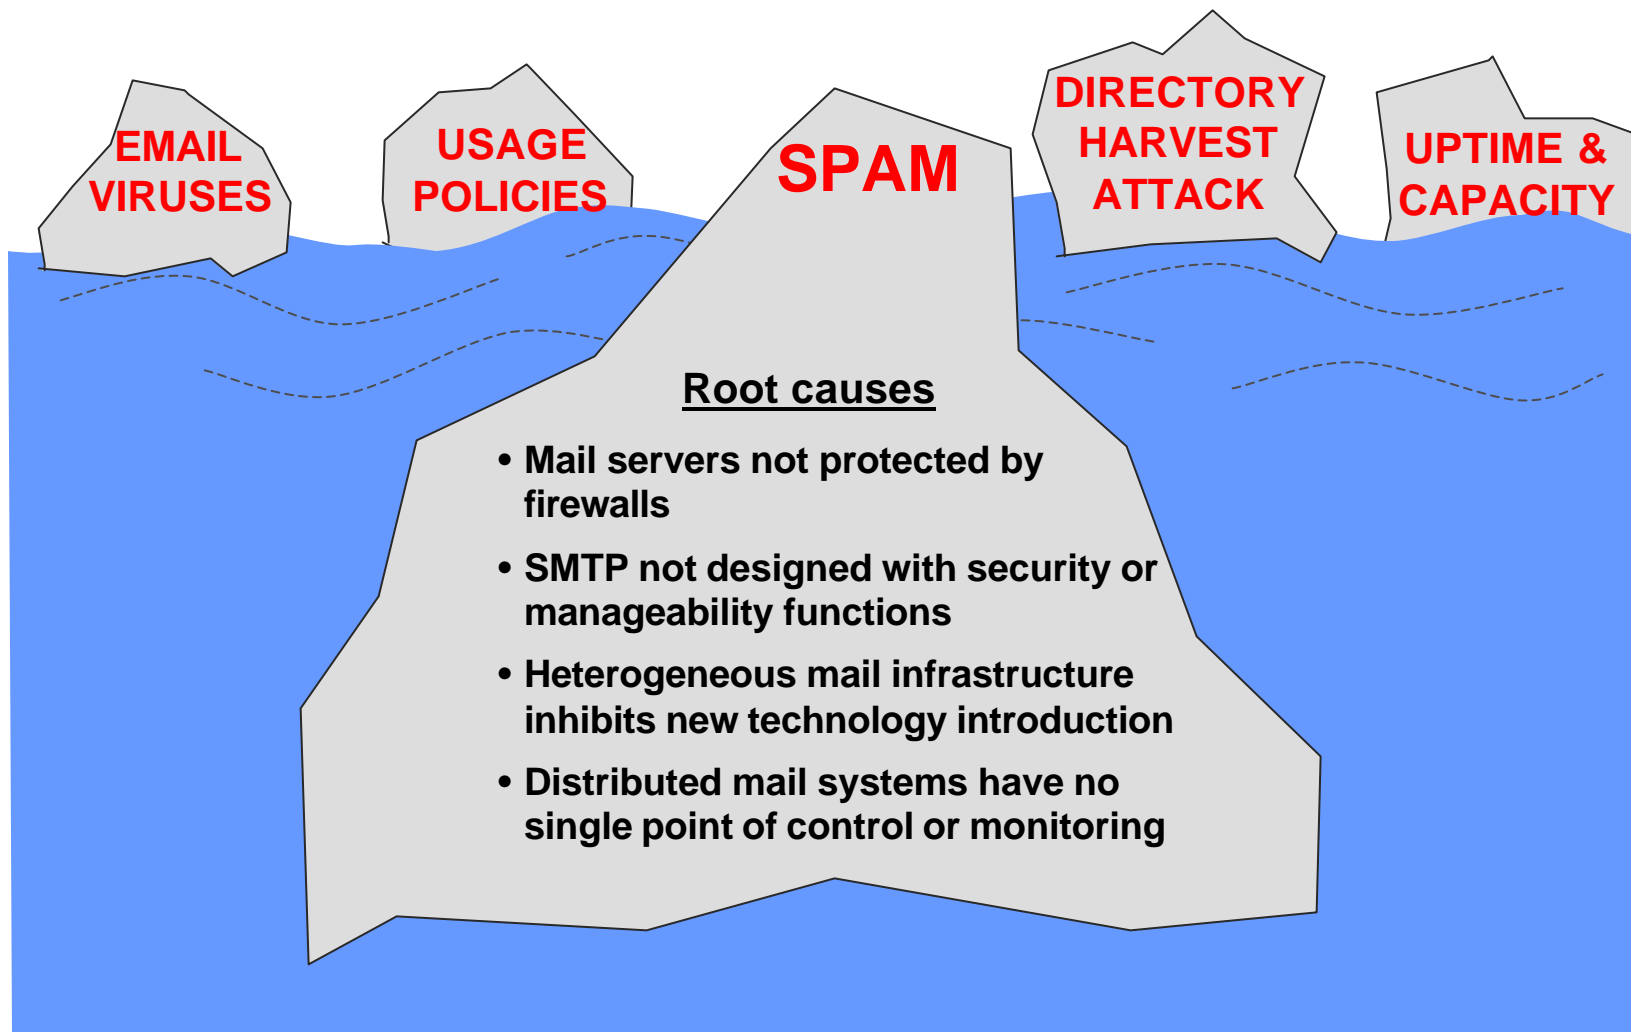 EMAIL
VIRUSES
USAGE
POLICIES
SPAM
DIRECTORY
HARVEST
ATTACK
UPTIME &
CAPACITY
Root causes
• Mail servers not protected by
firewalls
• SMTP not designed with security or
manageability functions
• Heterogeneous mail infrastructure
inhibits new technology introduction
• Distributed mail systems have no
single point of control or monitoring